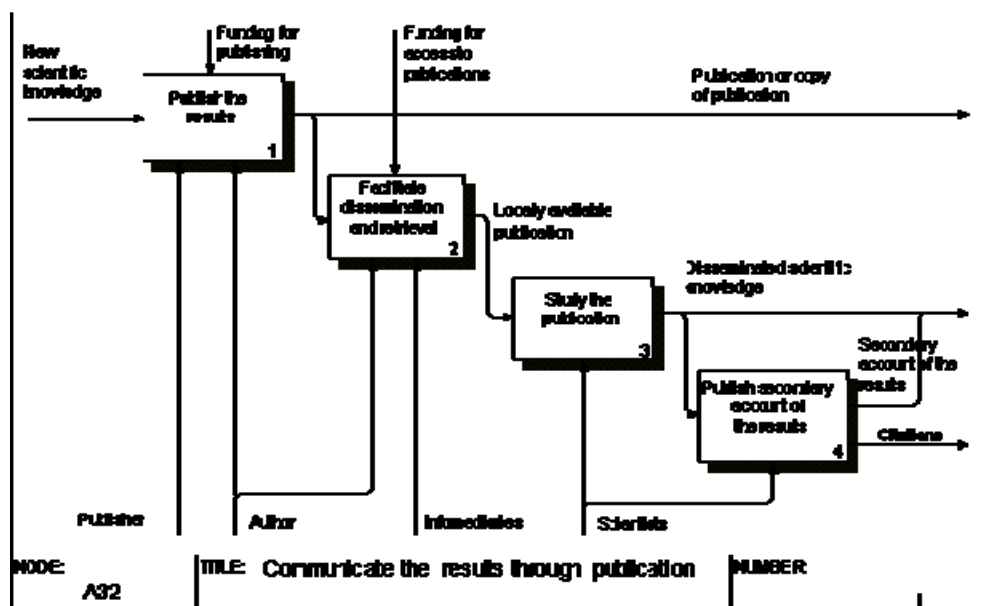 New
scientific
knowledge
Funding for
publishing
Funding for
access to
publications
Publish the
results
1
Publication or copy
of publication
Facilitate
dissemination
and retrieval
2
Locally available
publication
Study the
publication
3
Disseminated scientific
knowledge
Publish secondary
account of
the results
4
Secondary
account of the
results
Citations
Publisher
Author
Intermediaries
Scientists
NODE:
A32
TITLE: Communicate the results through publication
NUMBER